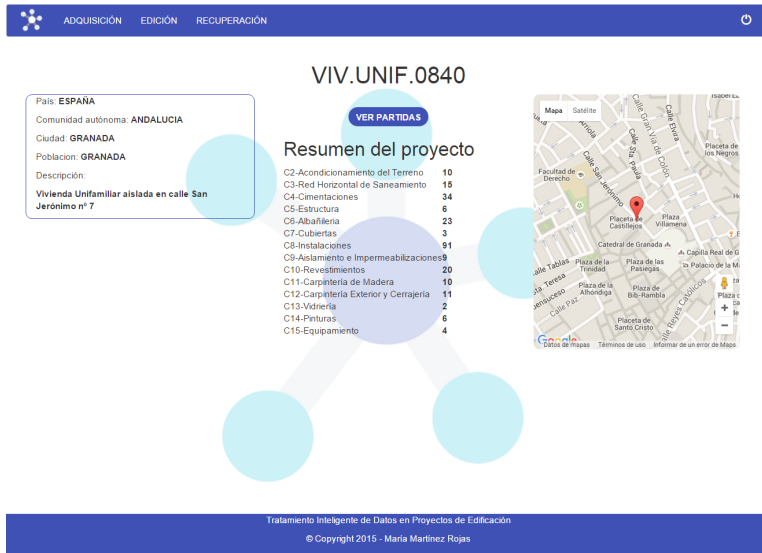 ADQUISICIÓN EDICIÓN RECUPERACIÓN
VIV.UNIF.0840
País: ESPAÑA
Comunidad autónoma: ANDALUCIA
Ciudad: GRANADA
Poblacion: GRANADA
Descripción:
Vivienda Unifamiliar aislada en calle San
Jerónimo nº 7
VER PARTIDAS
Resumen del proyecto
C2-Acondicionamiento del Terreno 10
C3-Red Horizontal de Saneamiento 15
C4-Cimentaciones 34
C5-Estructura 6
C6-Albañileria 23
C7-Cubiertas 3
C8-Instalaciones 91
C9-Aislamiento e Impermeabilizaciones9
C10-Revestimientos 20
C11-Carpintería de Madera 10
C12-Carpintería Exterior y Cerrajería 11
C13-Vidriería 2
C14-Pinturas 6
C15-Equipamiento 4
Mapa Satélite
Calle Gran Vía de Colón
Calle Elvira
Calle Sta. Paula
Calle San Jerónimo
Placeta de
los Negros
Facultad de
Derecho
Placeta de
Castillejos
Plaza
Villamena
Catedral de Granada
Capilla Real de G
Palacio de la M
Plaza de la
Trinidad
Plaza de las
Pasiegas
Plaza de la
Alhóndiga
Plaza de
Bib-Rambla
Calle Paz
Calle Reyes Católicos
Placeta de
Santo Cristo
Google
Datos de mapas Términos de uso Informar de un error de Maps
Tratamiento Inteligente de Datos en Proyectos de Edificación
© Copyright 2015 - María Martínez Rojas